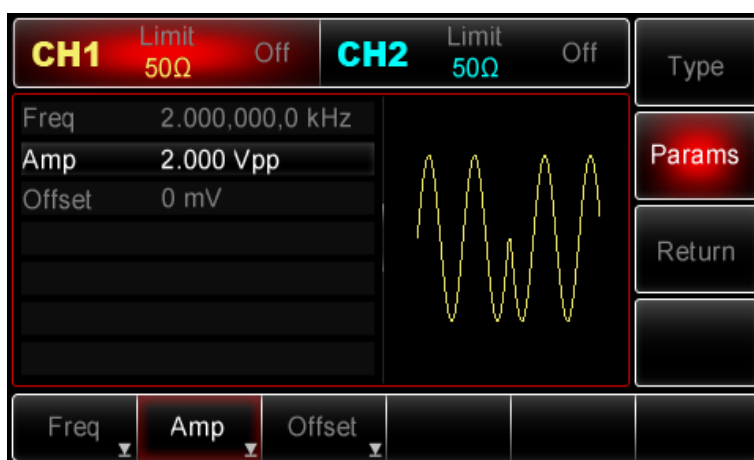 CH1 Limit Off
50Ω
CH2 Limit Off
50Ω
Type
Freq 2.000,000,0 kHz
Amp 2.000 Vpp
Offset 0 mV
Params
Return
Freq
Amp
Offset